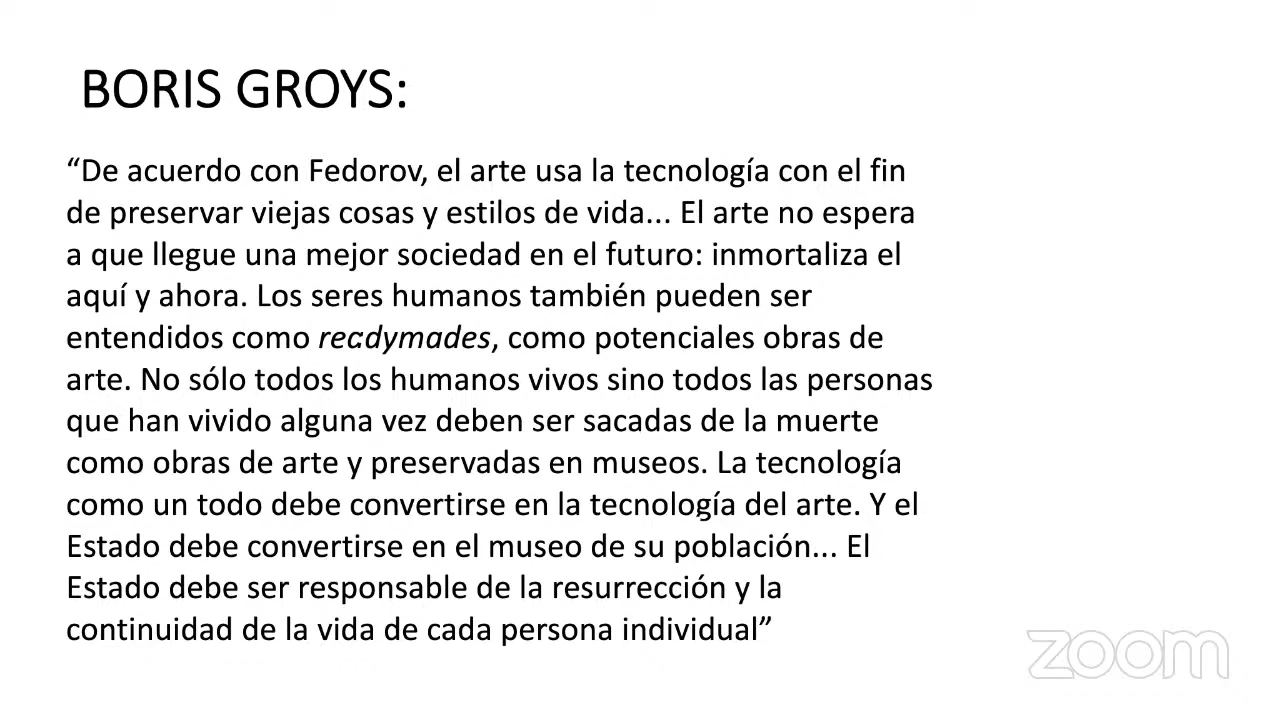 BORIS GROYS:
“De acuerdo con Fedorov, el arte usa la tecnología con el fin
de preservar viejas cosas y estilos de vida... El arte no espera
a que llegue una mejor sociedad en el futuro: inmortaliza el
aquí y ahora. Los seres humanos también pueden ser
entendidos como readymades, como potenciales obras de
arte. No sólo todos los humanos vivos sino todos las personas
que han vivido alguna vez deben ser sacadas de la muerte
como obras de arte y preservadas en museos. La tecnología
como un todo debe convertirse en la tecnología del arte. Y el
Estado debe convertirse en el museo de su población... El
Estado debe ser responsable de la resurrección y la
continuidad de la vida de cada persona individual”
zoom